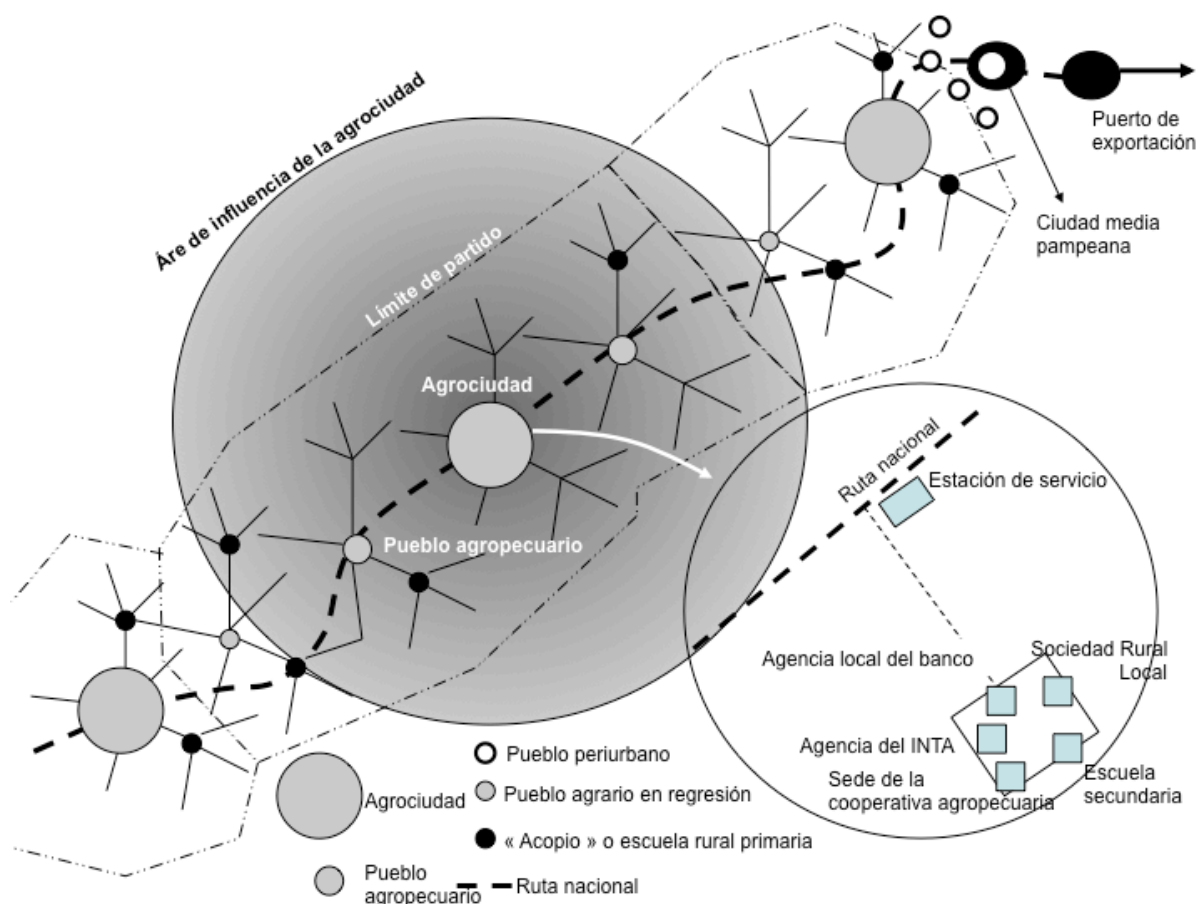 Áre de influencia de la agrociudad
Límite de partido
Agrociudad
Pueblo agropecuario
Puerto de
exportación
Ciudad media
pampeana
Ruta nacional
Estación de servicio
Agencia local del banco
Sociedad Rural
Local
Agencia del INTA
Sede de la
cooperativa agropecuaria
Escuela
secundaria
Agrociudad
Pueblo
agropecuario
Pueblo periurbano
Pueblo agrario en regresión
« Acopio » o escuela rural primaria
Ruta nacional